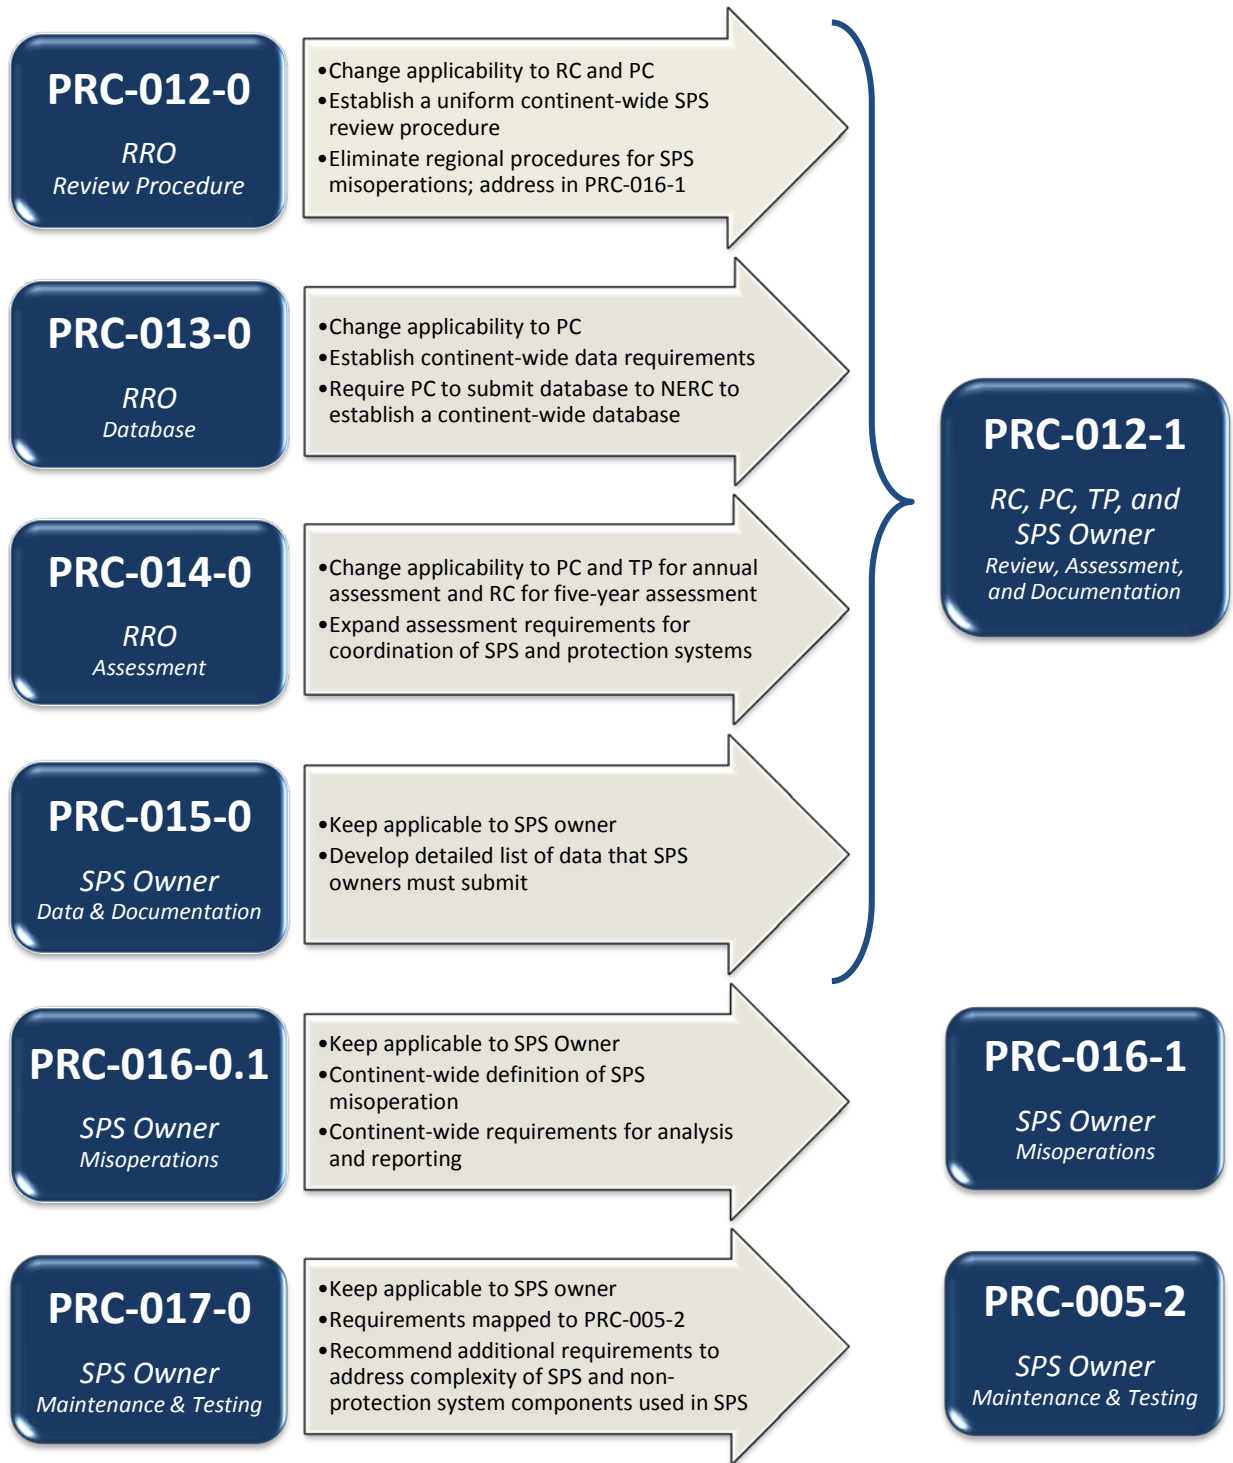 PRC-012-0
RRO
Review Procedure
•Change applicability to RC and PC
•Establish a uniform continent-wide SPS
review procedure
•Eliminate regional procedures for SPS
misoperations; address in PRC-016-1
PRC-013-0
RRO
Database
•Change applicability to PC
•Establish continent-wide data requirements
•Require PC to submit database to NERC to
establish a continent-wide database
PRC-014-0
RRO
Assessment
•Change applicability to PC and TP for annual
assessment and RC for five-year assessment
•Expand assessment requirements for
coordination of SPS and protection systems
PRC-015-0
SPS Owner
Data & Documentation
•Keep applicable to SPS owner
•Develop detailed list of data that SPS
owners must submit
PRC-012-1
RC, PC, TP, and
SPS Owner
Review, Assessment,
and Documentation
PRC-016-0.1
SPS Owner
Misoperations
•Keep applicable to SPS Owner
•Continent-wide definition of SPS
misoperation
•Continent-wide requirements for analysis
and reporting
PRC-016-1
SPS Owner
Misoperations
PRC-017-0
SPS Owner
Maintenance & Testing
•Keep applicable to SPS owner
•Requirements mapped to PRC-005-2
•Recommend additional requirements to
address complexity of SPS and non-
protection system components used in SPS
PRC-005-2
SPS Owner
Maintenance & Testing